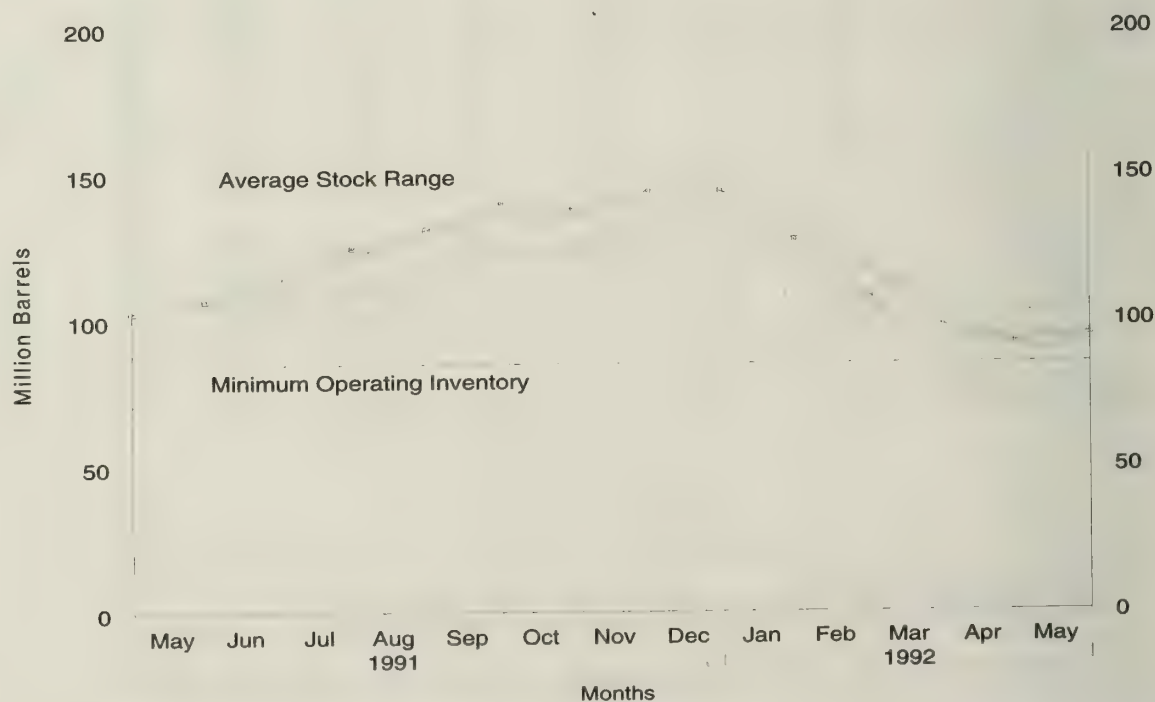 200
200
150
Average Stock Range
150
Million Barrels
100
100
Minimum Operating Inventory
50
50
0
0
May Jun Jul Aug Sep Oct Nov Dec Jan Feb Mar Apr May
1991 1992
Months